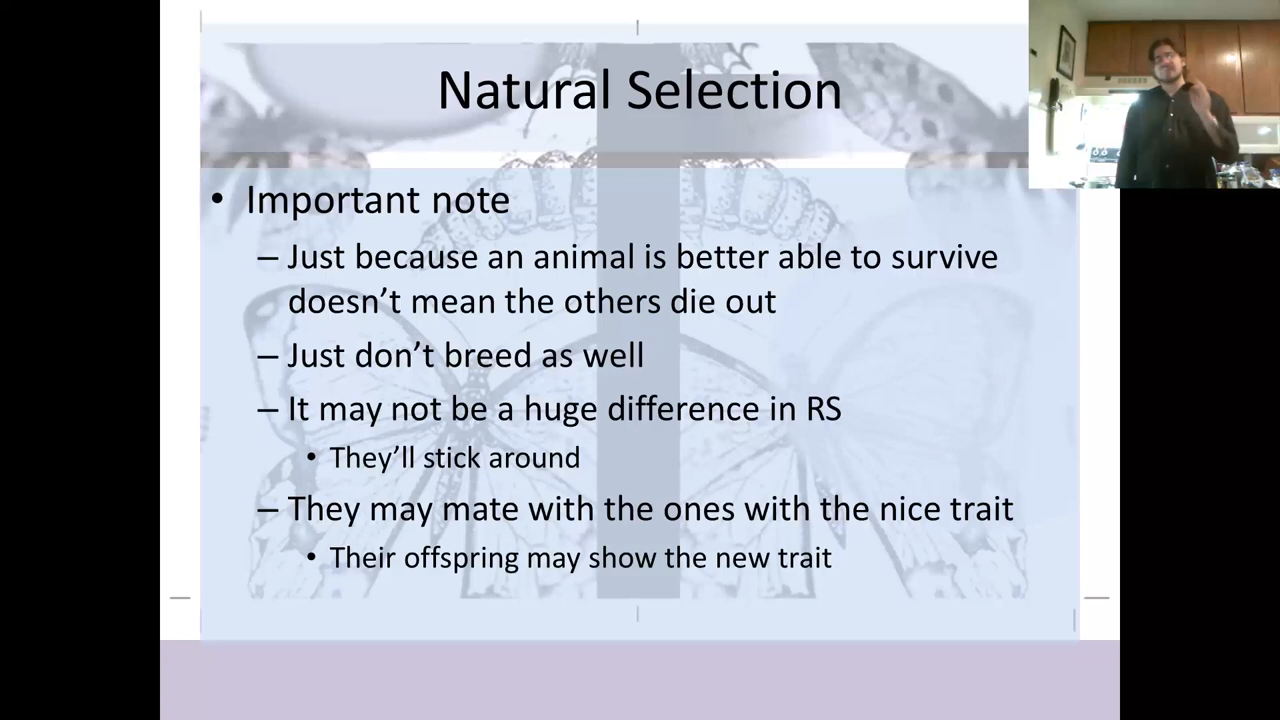 Natural Selection
• Important note
– Just because an animal is better able to survive
doesn’t mean the others die out
– Just don’t breed as well
– It may not be a huge difference in RS
• They’ll stick around
– They may mate with the ones with the nice trait
• Their offspring may show the new trait